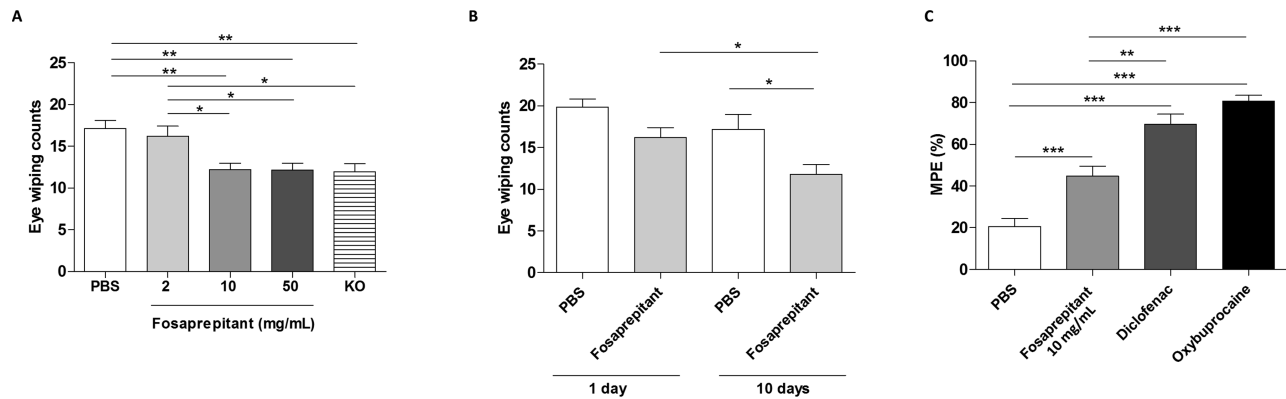 A
**
**
**
*
*
*
25
20
15
10
5
0
Eye wiping counts
PBS
2
10
50
KO
Fosaprepitant (mg/mL)
B
*
*
25
20
15
10
5
0
Eye wiping counts
PBS
Fosaprepitant
PBS
Fosaprepitant
1 day
10 days
C
***
**
***
***
***
100
80
60
40
20
0
MPE (%)
PBS
Fosaprepitant
10 mg/mL
Diclofenac
Oxybuprocaine